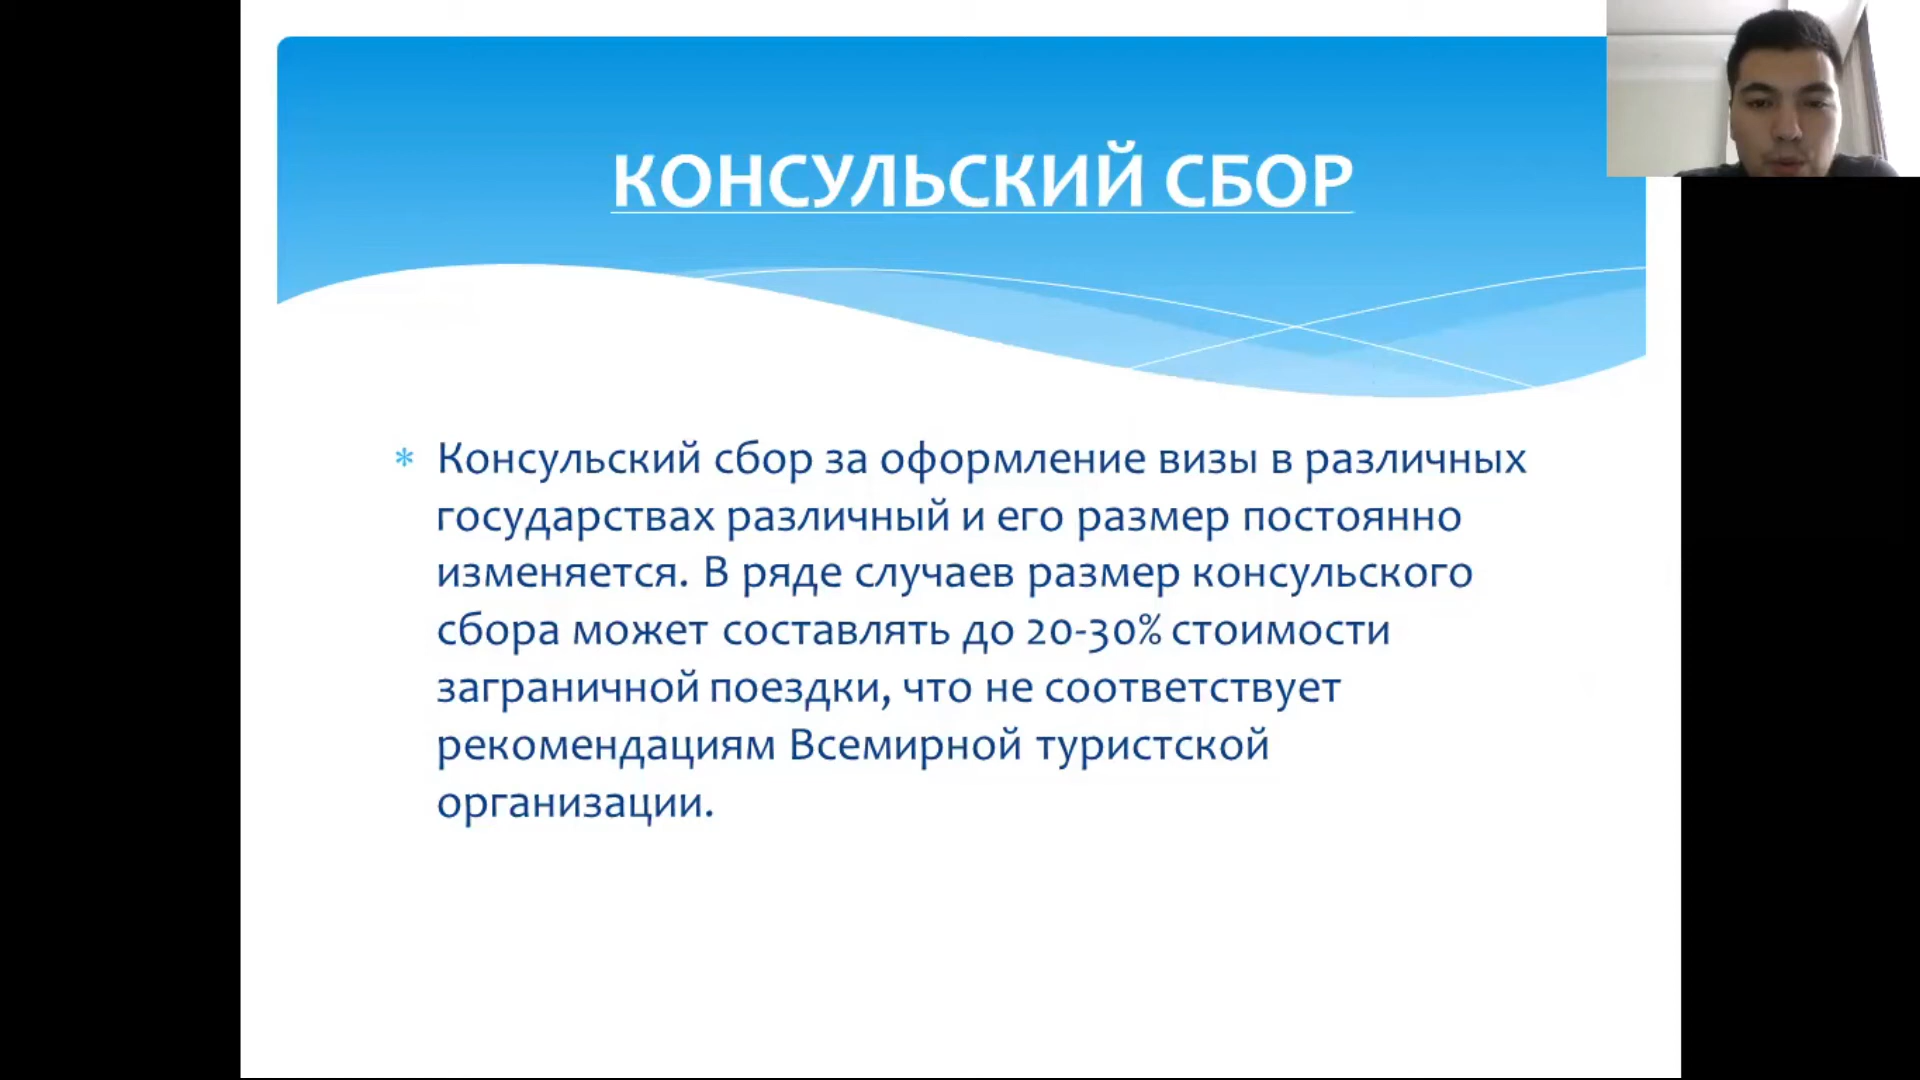 КОНСУЛЬСКИЙ СБОР
* Консульский сбор за оформление визы в различных
государствах различный и его размер постоянно
изменяется. В ряде случаев размер консульского
сбора может составлять до 20-30% стоимости
заграничной поездки, что не соответствует
рекомендациям Всемирной туристской
организации.